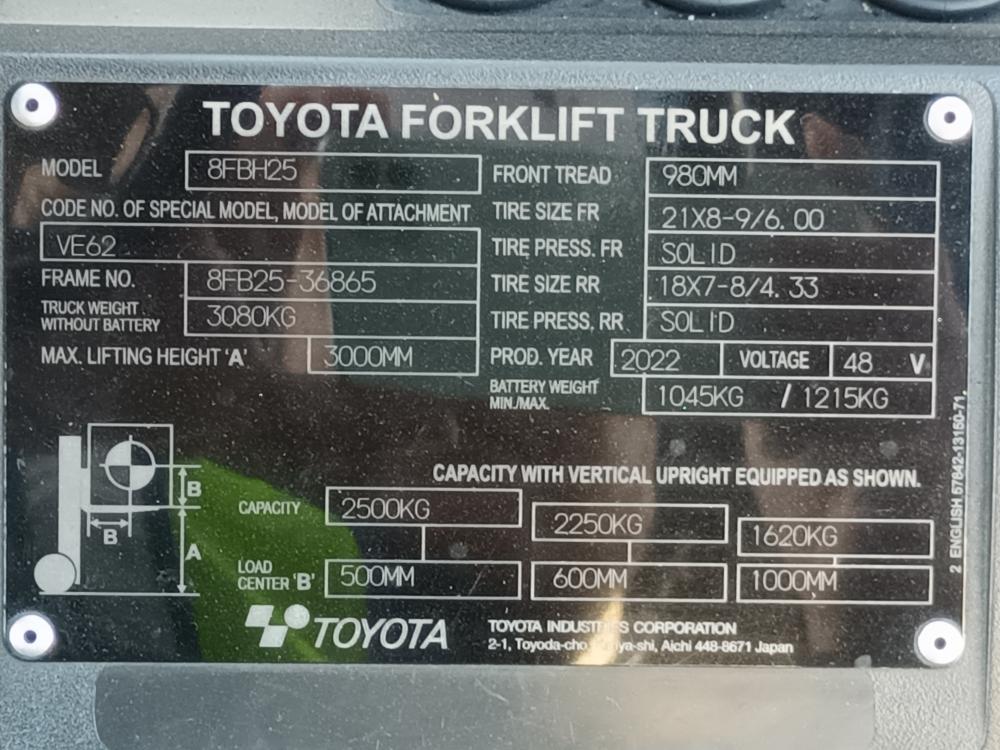 TOYOTA FORKLIFT TRUCK
MODEL 8FBH25
CODE NO. OF SPECIAL MODEL, MODEL OF ATTACHMENT
VE62
FRAME NO. 8FB25-36865
TRUCK WEIGHT
WITHOUT BATTERY 3080KG
MAX. LIFTING HEIGHT 'A' 3000MM
FRONT TREAD 980MM
TIRE SIZE FR 21X8-9/6.00
TIRE PRESS. FR SOLID
TIRE SIZE RR 18X7-8/4.33
TIRE PRESS, RR SOLID
PROD. YEAR 2022 VOLTAGE 48 V
BATTERY WEIGHT
MIN./MAX. 1045KG / 1215KG
CAPACITY WITH VERTICAL UPRIGHT EQUIPPED AS SHOWN.
B
B
A
CAPACITY 2500KG 2250KG 1620KG
LOAD
CENTER 'B' 500MM 600MM 1000MM
TOYOTA
TOYOTA INDUSTRIES CORPORATION
2-1, Toyoda-cho, Aichi 448-8671 Japan
2 ENGLISH 57842-13150-71